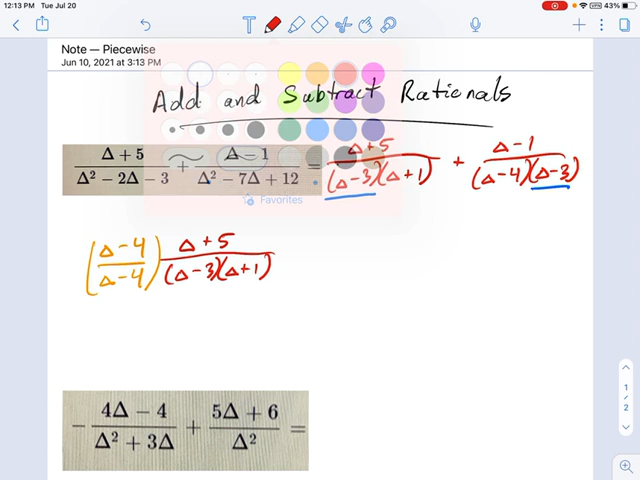 12:13 PM Tue Jul 20
43%
Note — Piecewise
Jun 10, 2021 at 3:13 PM
Add and Subtract Rationals
(Δ + 5)/(Δ² − 2Δ − 3) + (Δ − 1)/(Δ² − 7Δ + 12) = (Δ + 5)/((Δ − 3)(Δ + 1)) + (Δ − 1)/((Δ − 4)(Δ − 3))
Favorites
((Δ − 4)/(Δ − 4)) (Δ + 5)/((Δ − 3)(Δ + 1))
− (4Δ − 4)/(Δ² + 3Δ) + (5Δ + 6)/Δ² =
1
2